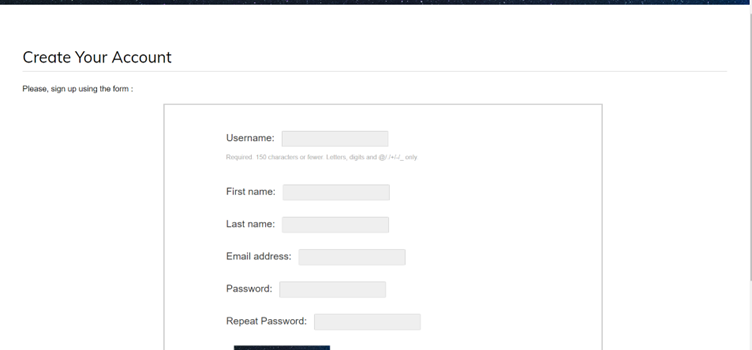 Create Your Account
Please, sign up using the form :
Username:
Required. 150 characters or fewer. Letters, digits and @/./+/-/_ only.
First name:
Last name:
Email address:
Password:
Repeat Password: